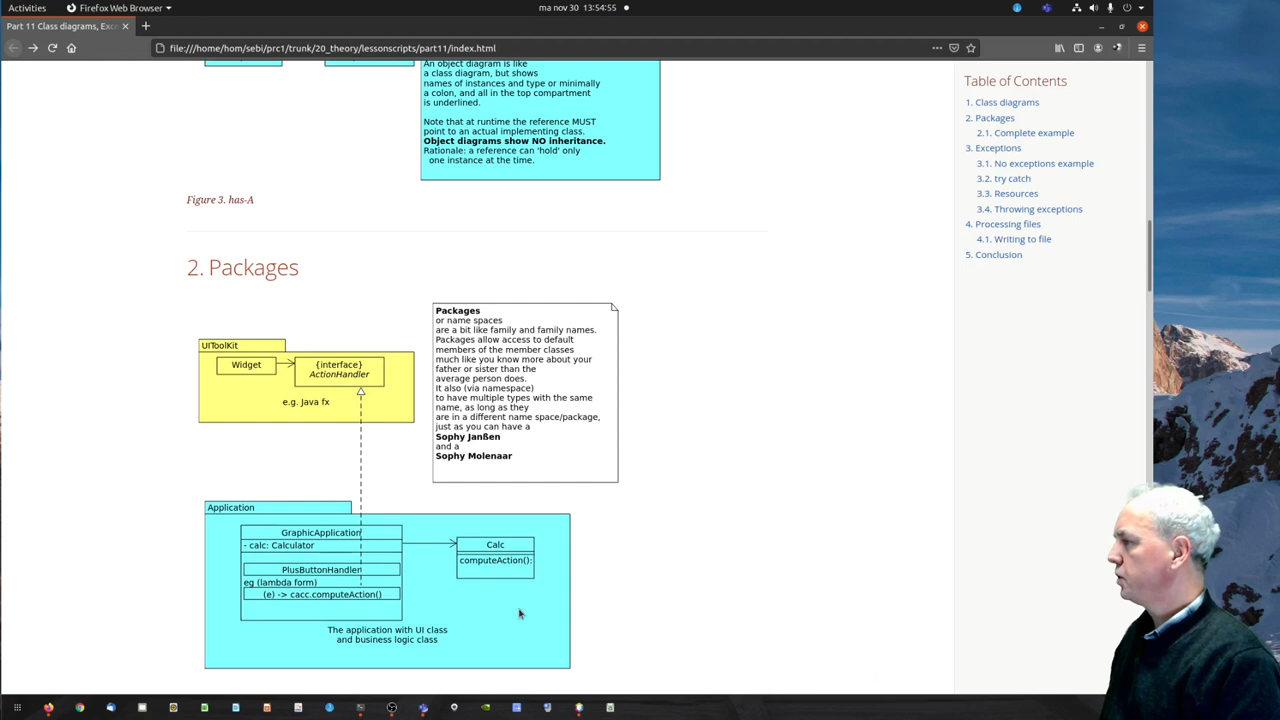 Activities
Firefox Web Browser
ma nov 30 13:54:55
Part 11 Class diagrams, Exc
file:///home/hom/sebi/prc1/trunk/20_theory/lessonscripts/part11/index.html
An object diagram is like
a class diagram, but shows
names of instances and type or minimally
a colon, and all in the top compartment
is underlined.
Note that at runtime the reference MUST
point to an actual implementing class.
Object diagrams show NO inheritance.
Rationale: a reference can 'hold' only
one instance at the time.
Figure 3. has-A
2. Packages
Packages
or name spaces
are a bit like family and family names.
Packages allow access to default
members of the member classes
much like you know more about your
father or sister than the
average person does.
It also (via namespace)
to have multiple types with the same
name, as long as they
are in a different name space/package,
just as you can have a
Sophy Janßen
and a
Sophy Molenaar
UIToolKit
Widget
{interface}
ActionHandler
e.g. Java fx
Application
GraphicApplication
- calc: Calculator
PlusButtonHandler
eg (lambda form)
(e) -> cacc.computeAction()
Calc
computeAction():
The application with UI class
and business logic class
Table of Contents
1. Class diagrams
2. Packages
2.1. Complete example
3. Exceptions
3.1. No exceptions example
3.2. try catch
3.3. Resources
3.4. Throwing exceptions
4. Processing files
4.1. Writing to file
5. Conclusion